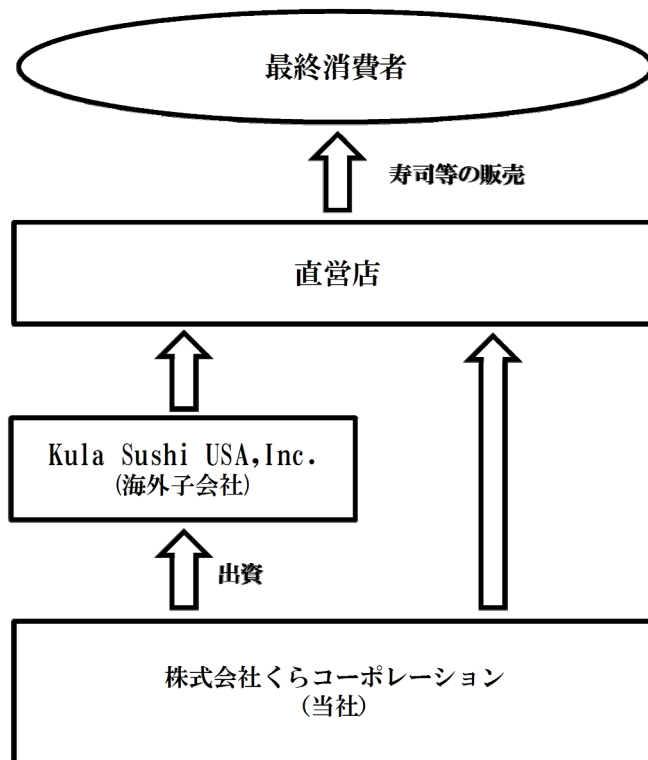 最終消費者
寿司等の販売
直営店
Kula Sushi USA,Inc.
(海外子会社)
出資
株式会社くらコーポレーション
(当社)